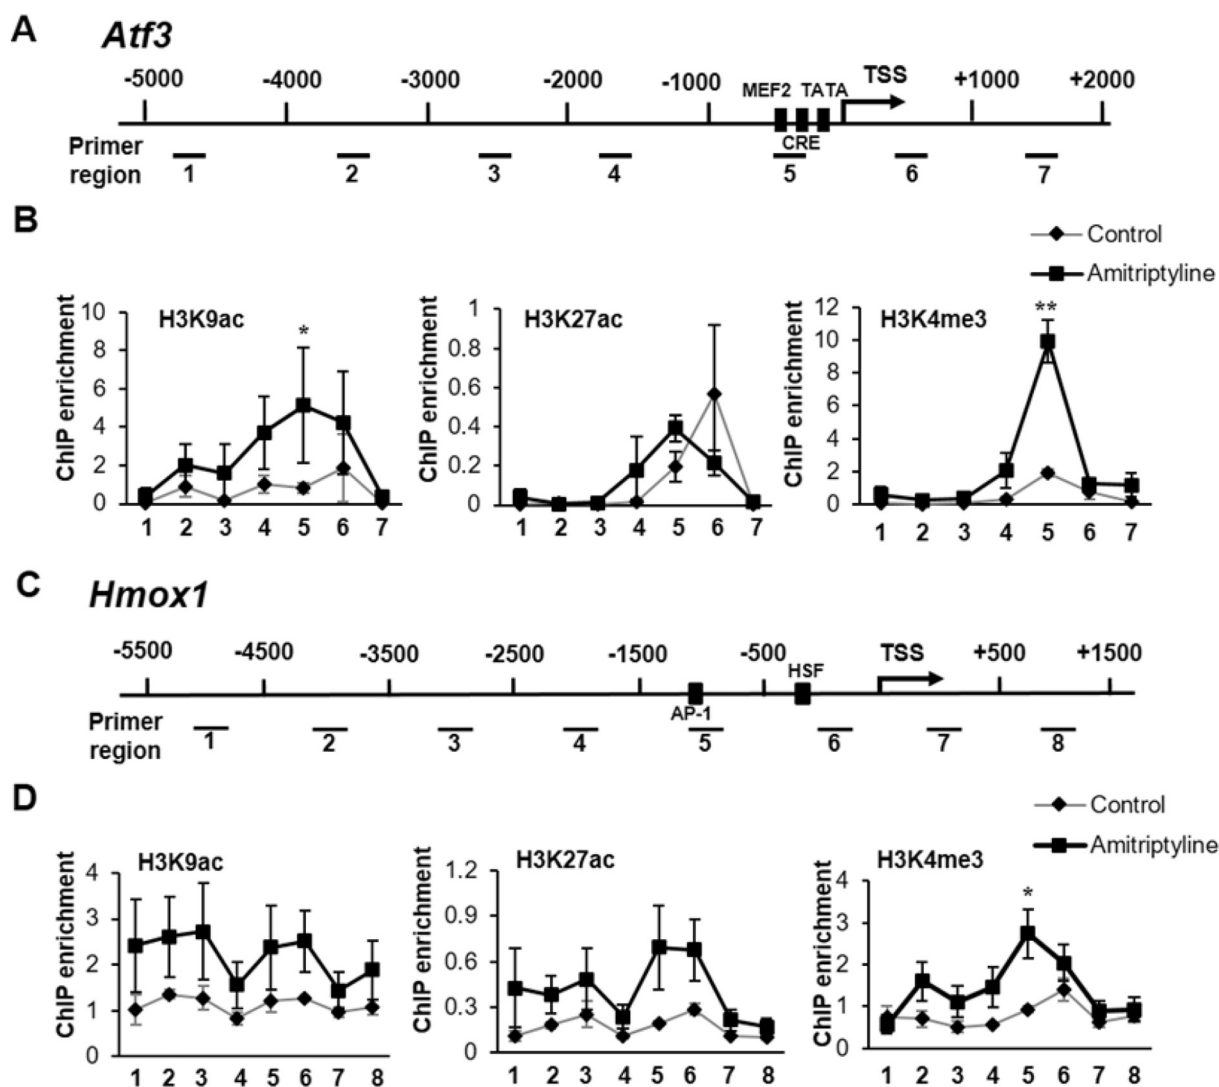 A
Atf3
-5000 -4000 -3000 -2000 -1000 TSS +1000 +2000
MEF2 TATA
CRE
Primer
region
1 2 3 4 5 6 7
B
Control
Amitriptyline
ChIP enrichment
H3K9ac
*
10
8
6
4
2
0
1 2 3 4 5 6 7
ChIP enrichment
H3K27ac
1
0.8
0.6
0.4
0.2
0
1 2 3 4 5 6 7
ChIP enrichment
H3K4me3
**
12
10
8
6
4
2
0
1 2 3 4 5 6 7
C
Hmox1
-5500 -4500 -3500 -2500 -1500 -500 TSS +500 +1500
HSF
AP-1
Primer
region
1 2 3 4 5 6 7 8
D
Control
Amitriptyline
ChIP enrichment
H3K9ac
4
3
2
1
0
1 2 3 4 5 6 7 8
ChIP enrichment
H3K27ac
1.2
0.9
0.6
0.3
0
1 2 3 4 5 6 7 8
ChIP enrichment
H3K4me3
*
4
3
2
1
0
1 2 3 4 5 6 7 8